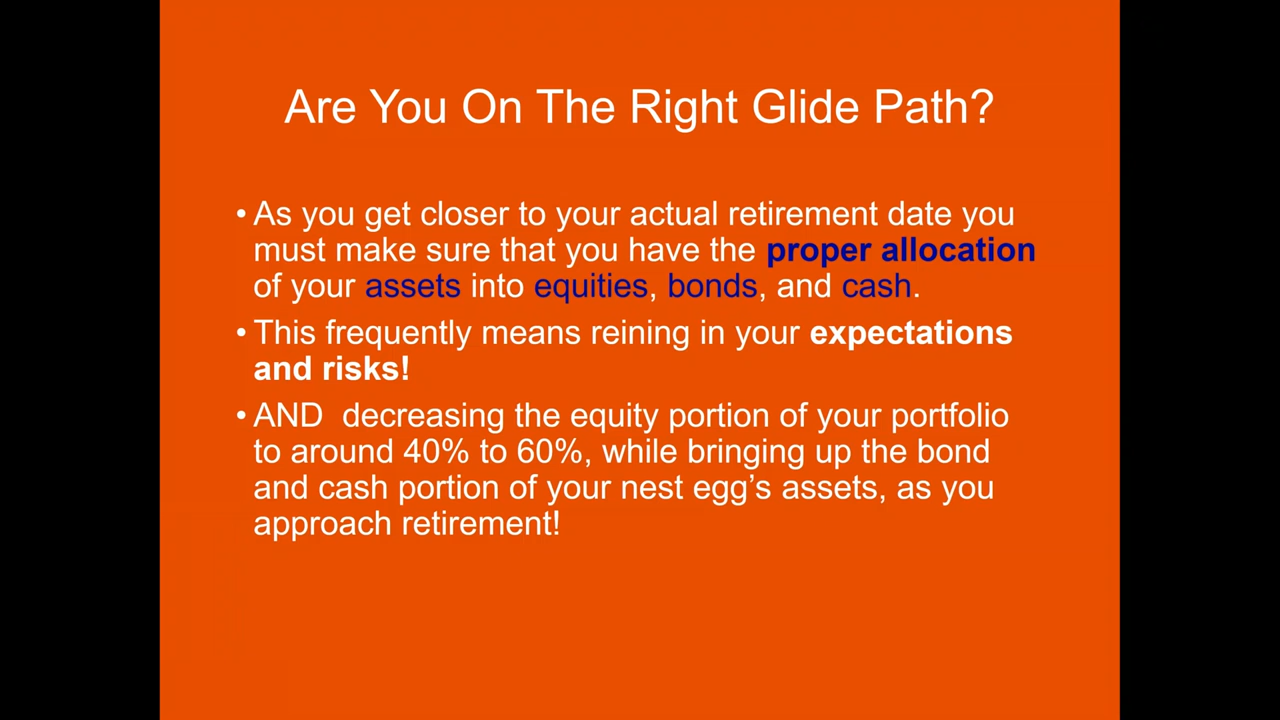 Are You On The Right Glide Path?
• As you get closer to your actual retirement date you
must make sure that you have the proper allocation
of your assets into equities, bonds, and cash.
• This frequently means reining in your expectations
and risks!
• AND  decreasing the equity portion of your portfolio
to around 40% to 60%, while bringing up the bond
and cash portion of your nest egg’s assets, as you
approach retirement!